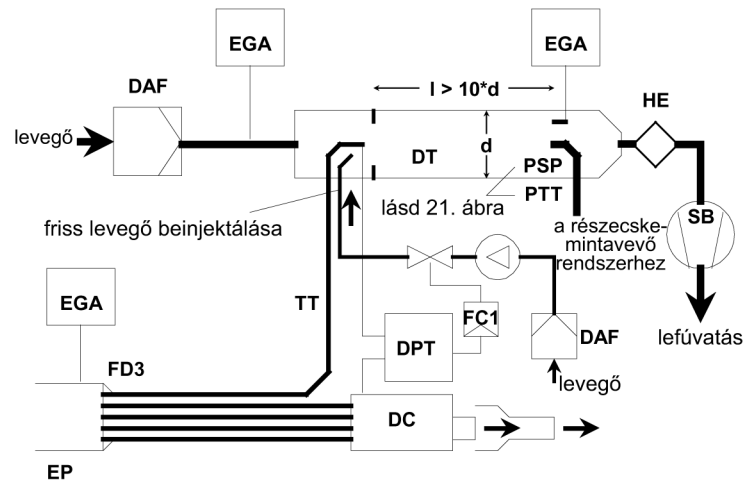 EGA
EGA
DAF
l > 10*d
HE
levegő
d
DT
PSP
PTT
SB
lásd 21. ábra
friss levegő beinjektálása
a részecske-
mintavevő
rendszerhez
EGA
TT
FC1
lefúvatás
FD3
DPT
DAF
levegő
DC
EP